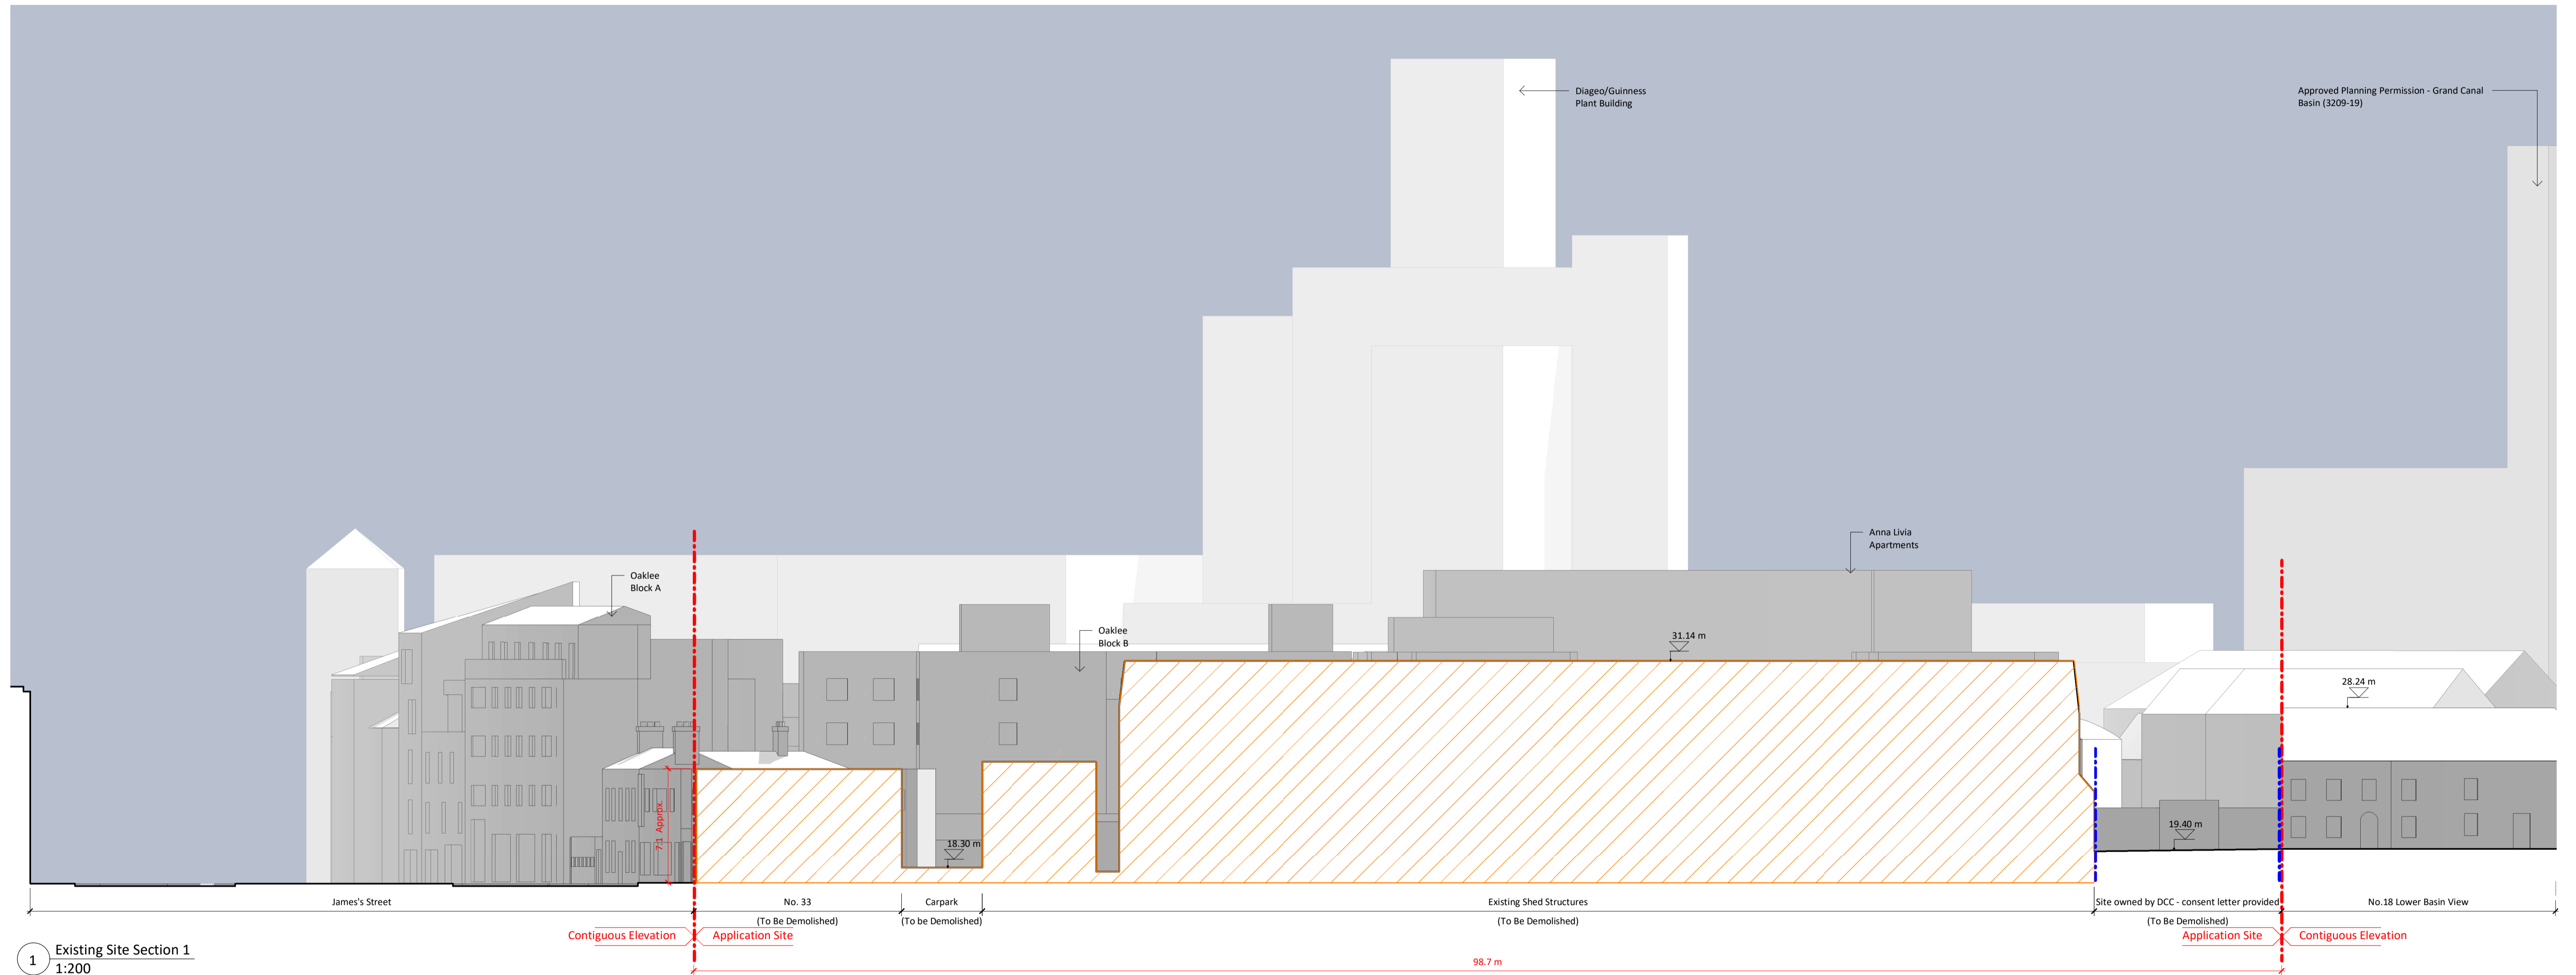 Diageo/Guinness
Plant Building
Approved Planning Permission - Grand Canal
Basin (3209-19)
Anna Livia
Apartments
Oaklee
Block A
Oaklee
Block B
31.14 m
28.24 m
7.1 Approx.
18.30 m
19.40 m
James's Street
No. 33
Carpark
Existing Shed Structures
Site owned by DCC - consent letter provided
No.18 Lower Basin View
(To Be Demolished)
(To be Demolished)
(To Be Demolished)
(To Be Demolished)
Contiguous Elevation
Application Site
Application Site
Contiguous Elevation
1
Existing Site Section 1
1:200
98.7 m